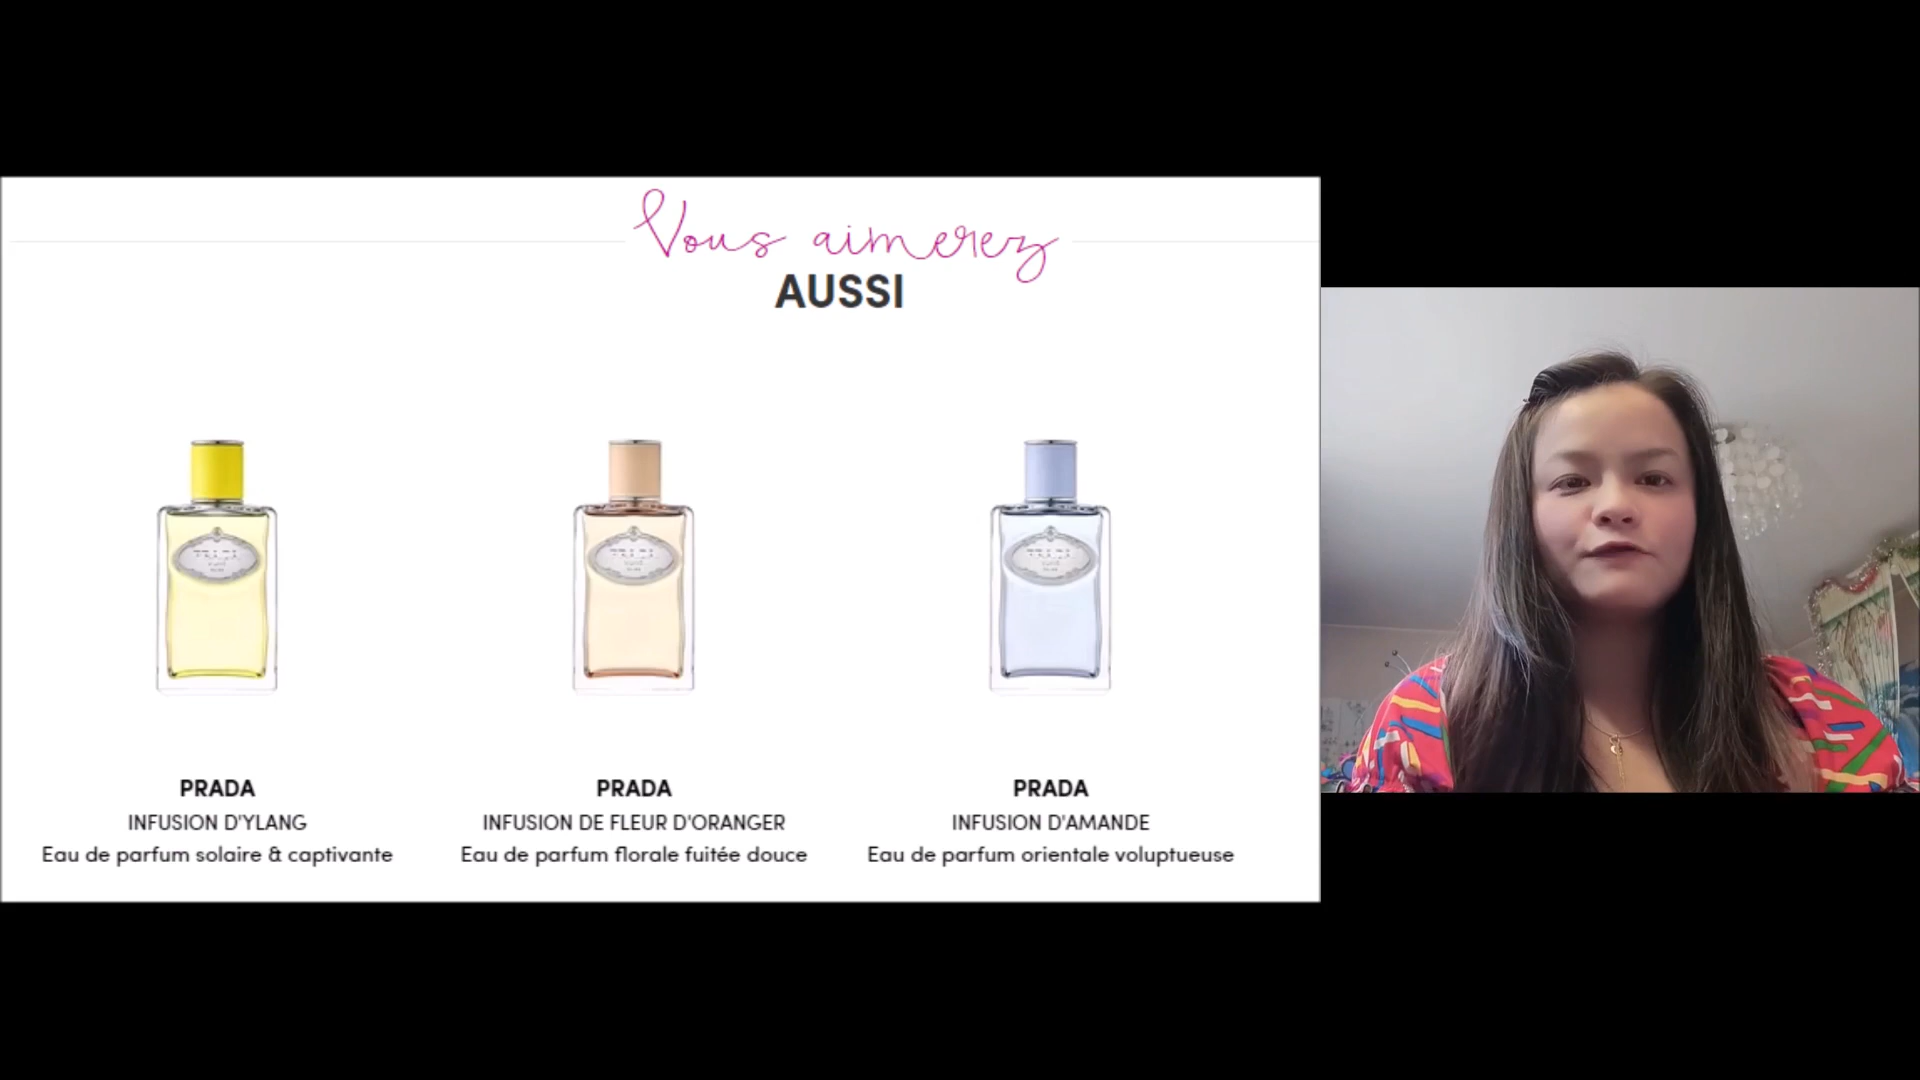 Vous aimerez
AUSSI
PRADA
INFUSION D'YLANG
Eau de parfum solaire & captivante
PRADA
INFUSION DE FLEUR D'ORANGER
Eau de parfum florale fuitée douce
PRADA
INFUSION D'AMANDE
Eau de parfum orientale voluptueuse